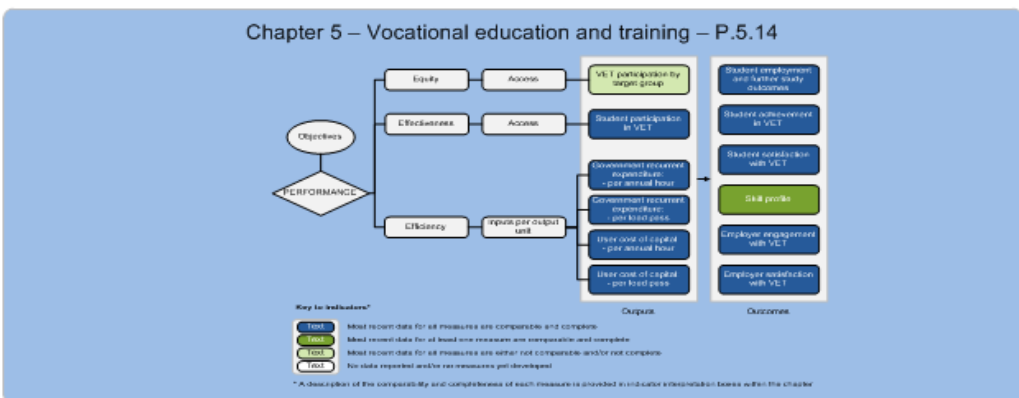 Chapter 5 – Vocational education and training – P.5.14
Objectives
PERFORMANCE
Equity
Access
VET participation by
target group
Effectiveness
Access
Student participation
in VET
Efficiency
Inputs per output
unit
Government recurrent
expenditure:
- per annual hour
Government recurrent
expenditure:
- per load pass
User cost of capital
- per annual hour
User cost of capital
- per load pass
Outputs
Student employment
and further study
outcomes
Student achievement
in VET
Student satisfaction
with VET
Skill profile
Employer engagement
with VET
Employer satisfaction
with VET
Outcomes
Key to indicators*
Text Most recent data for all measures are comparable and complete
Text Most recent data for at least one measure are comparable and complete
Text Most recent data for all measures are either not comparable and/or not complete
Text No data reported and/or no measures yet developed
* A description of the comparability and completeness of each measure is provided in indicator interpretation boxes within the chapter